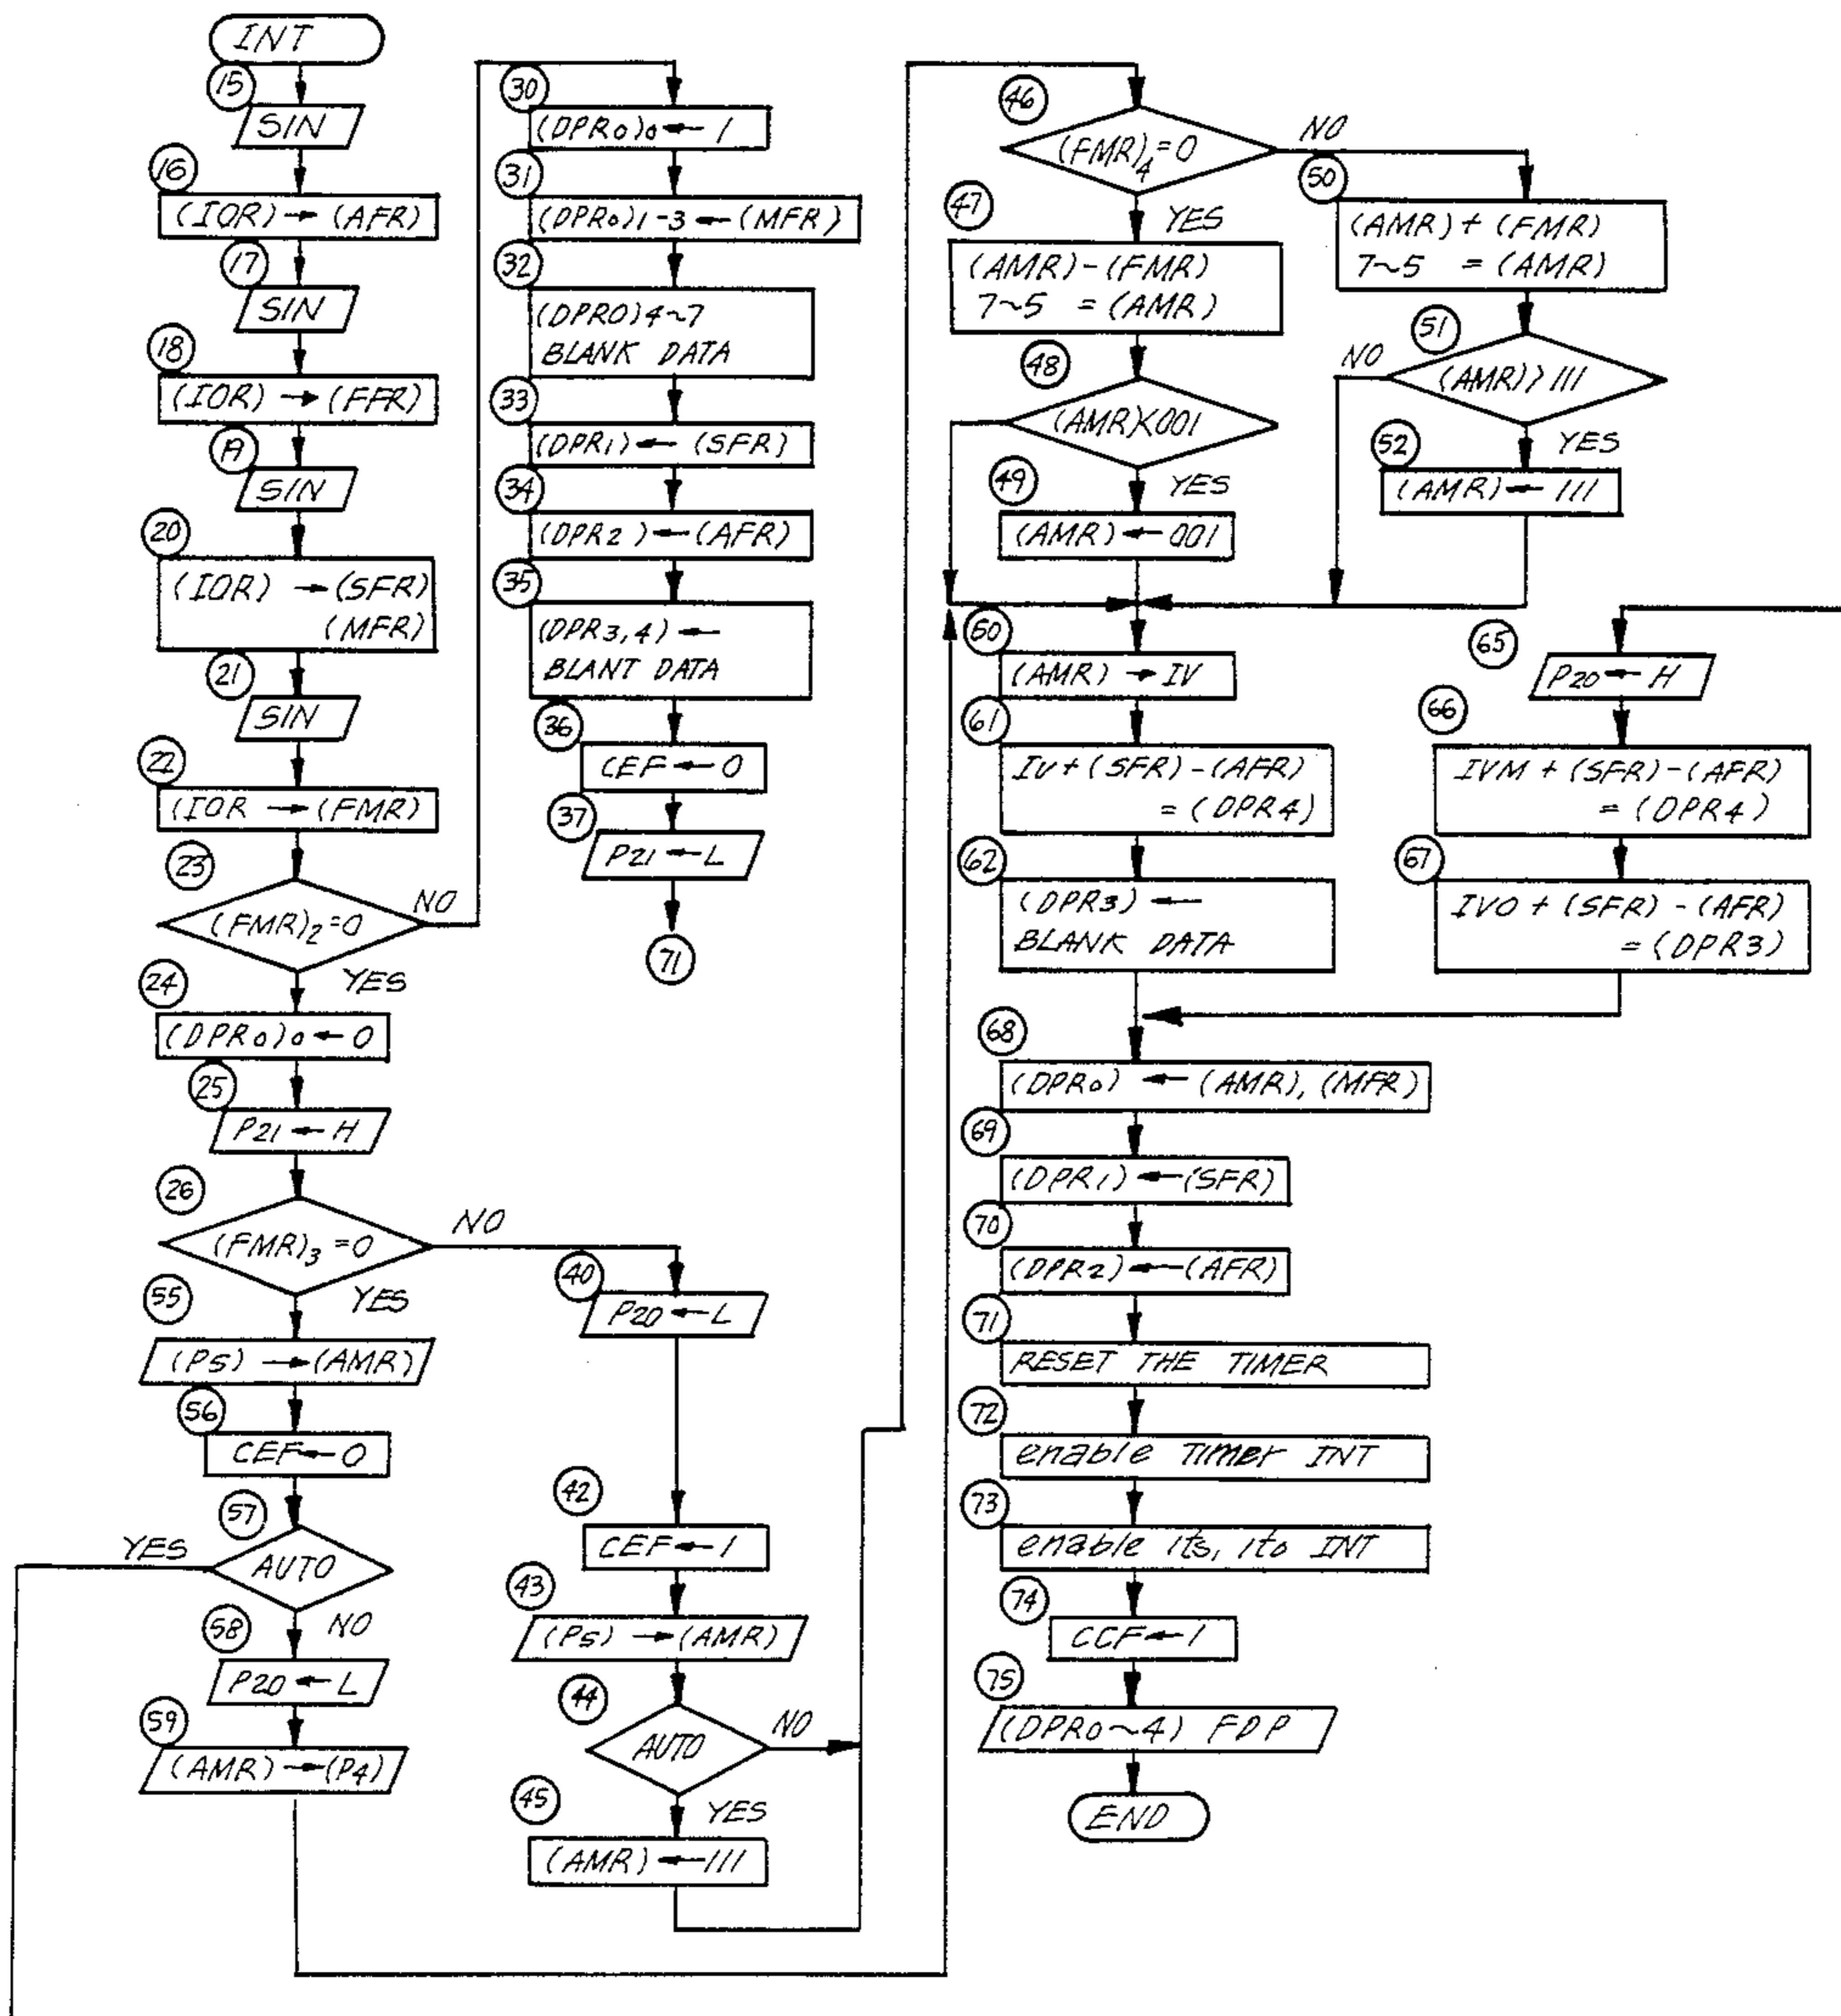 INT
15
SIN
16
(IOR) → (AFR)
17
SIN
18
(IOR) → (FFR)
19
SIN
20
(IOR) → (SFR)
(MFR)
21
SIN
22
(IOR → (FMR)
23
(FMR)2=0
NO
YES
24
(DPR0)0 ← 0
25
P21 ← H
26
(FMR)3=0
NO
YES
55
(P5) → (AMR)
56
CEF ← 0
57
YES
AUTO
58
NO
P20 ← L
59
(AMR) → (P4)
30
(DPR0)0 ← 1
31
(DPR0)1-3 ← (MFR)
32
(DPR0)4~7
BLANK DATA
33
(DPR1) ← (SFR)
34
(DPR2) ← (AFR)
35
(DPR3,4) ←
BLANT DATA
36
CEF ← 0
37
P21 ← L
71
40
P20 ← L
42
CEF ← 1
43
(P5) → (AMR)
44
AUTO
NO
45
YES
(AMR) ← 111
46
(FMR)4=0
NO
47
YES
(AMR)-(FMR)
7~5 = (AMR)
48
(AMR)<001
49
YES
(AMR) ← 001
50
(AMR)+(FMR)
7~5 = (AMR)
51
NO
(AMR)>111
52
YES
(AMR) ← 111
60
(AMR) → IV
61
IV+(SFR)-(AFR)
= (DPR4)
62
(DPR3) ←
BLANK DATA
65
P20 ← H
66
IVM+(SFR)-(AFR)
= (DPR4)
67
IVO+(SFR)-(AFR)
= (DPR3)
68
(DPR0) ← (AMR), (MFR)
69
(DPR1) ← (SFR)
70
(DPR2) ← (AFR)
71
RESET THE TIMER
72
enable Timer INT
73
enable its, ito INT
74
CCF ← 1
75
(DPR0~4) FDP
END